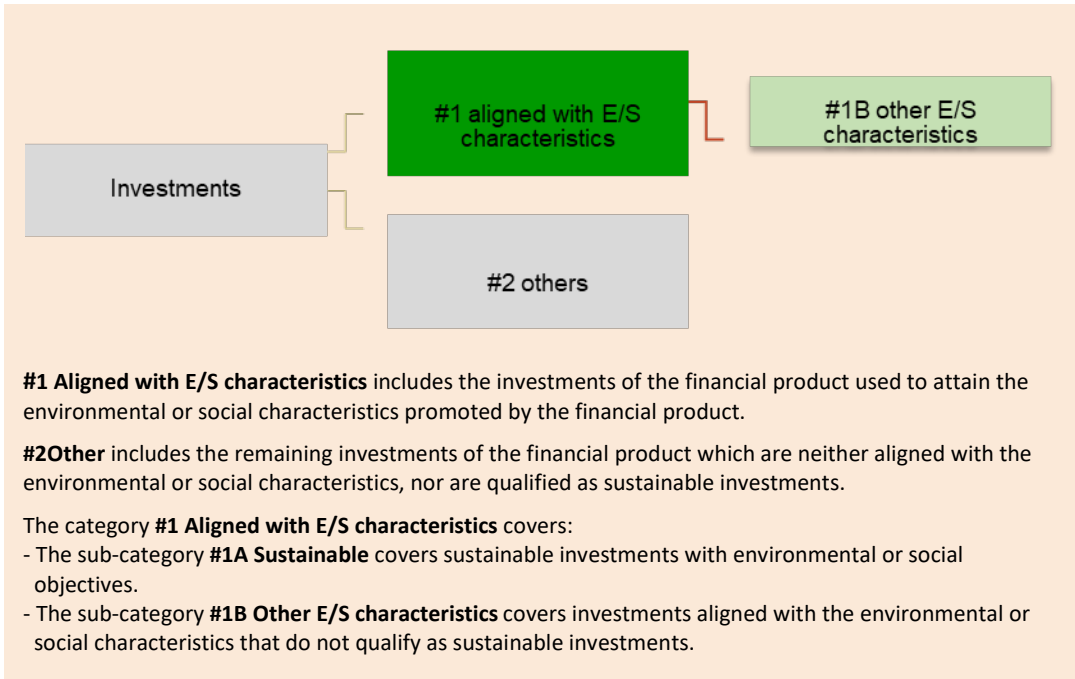 #1 aligned with E/S
characteristics
#1B other E/S
characteristics
Investments
#2 others
#1 Aligned with E/S characteristics includes the investments of the financial product used to attain the
environmental or social characteristics promoted by the financial product.
#2Other includes the remaining investments of the financial product which are neither aligned with the
environmental or social characteristics, nor are qualified as sustainable investments.
The category #1 Aligned with E/S characteristics covers:
- The sub-category #1A Sustainable covers sustainable investments with environmental or social
objectives.
- The sub-category #1B Other E/S characteristics covers investments aligned with the environmental or
social characteristics that do not qualify as sustainable investments.